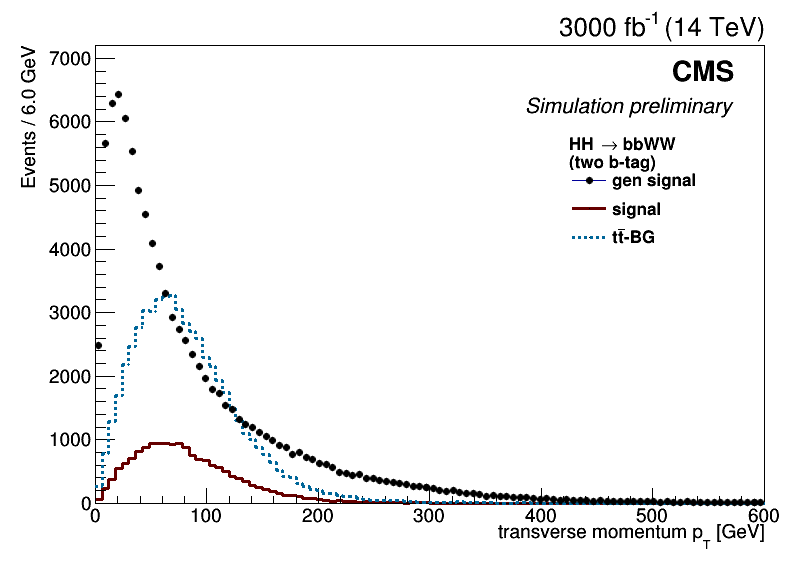 3000 fb⁻¹ (14 TeV)
CMS
Simulation preliminary
HH → bbWW
(two b-tag)
gen signal
signal
tt̄-BG
Events / 6.0 GeV
7000
6000
5000
4000
3000
2000
1000
0
0 100 200 300 400 500 600
transverse momentum p_T [GeV]